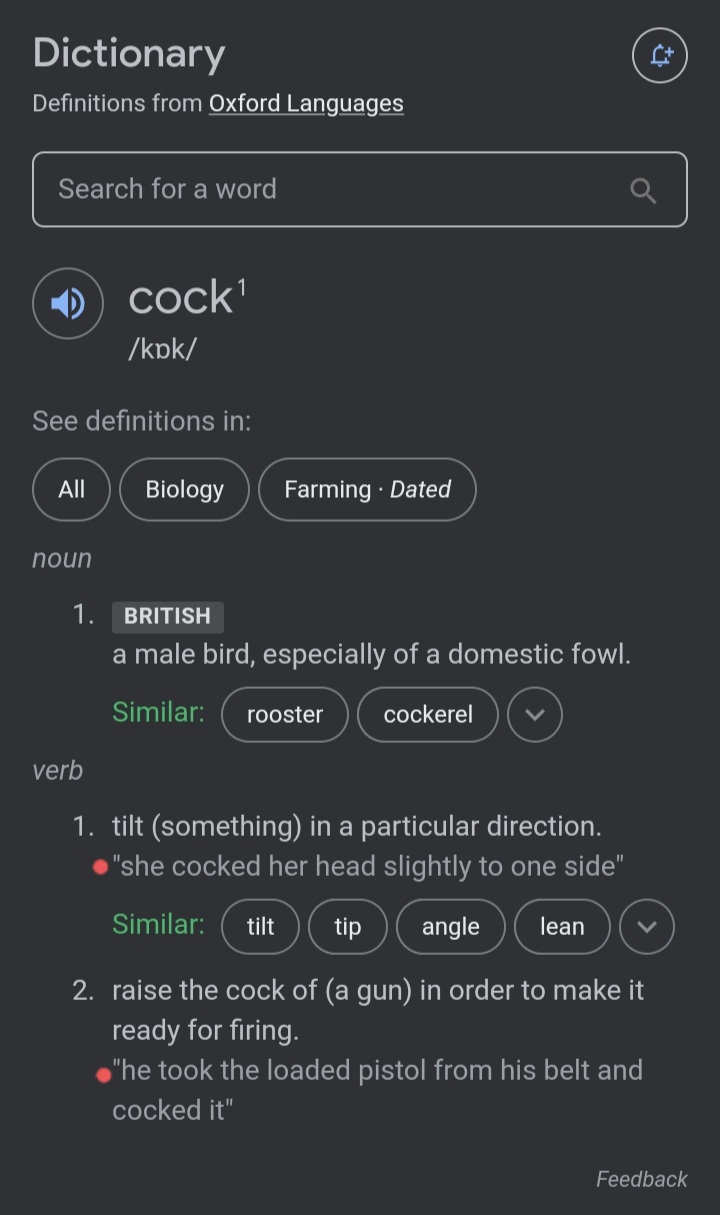 Dictionary
Definitions from Oxford Languages
Search for a word
cock¹
/kɒk/
See definitions in:
All Biology Farming · Dated
noun
1. BRITISH
a male bird, especially of a domestic fowl.
Similar: rooster cockerel
verb
1. tilt (something) in a particular direction.
"she cocked her head slightly to one side"
Similar: tilt tip angle lean
2. raise the cock of (a gun) in order to make it
ready for firing.
"he took the loaded pistol from his belt and
cocked it"
Feedback